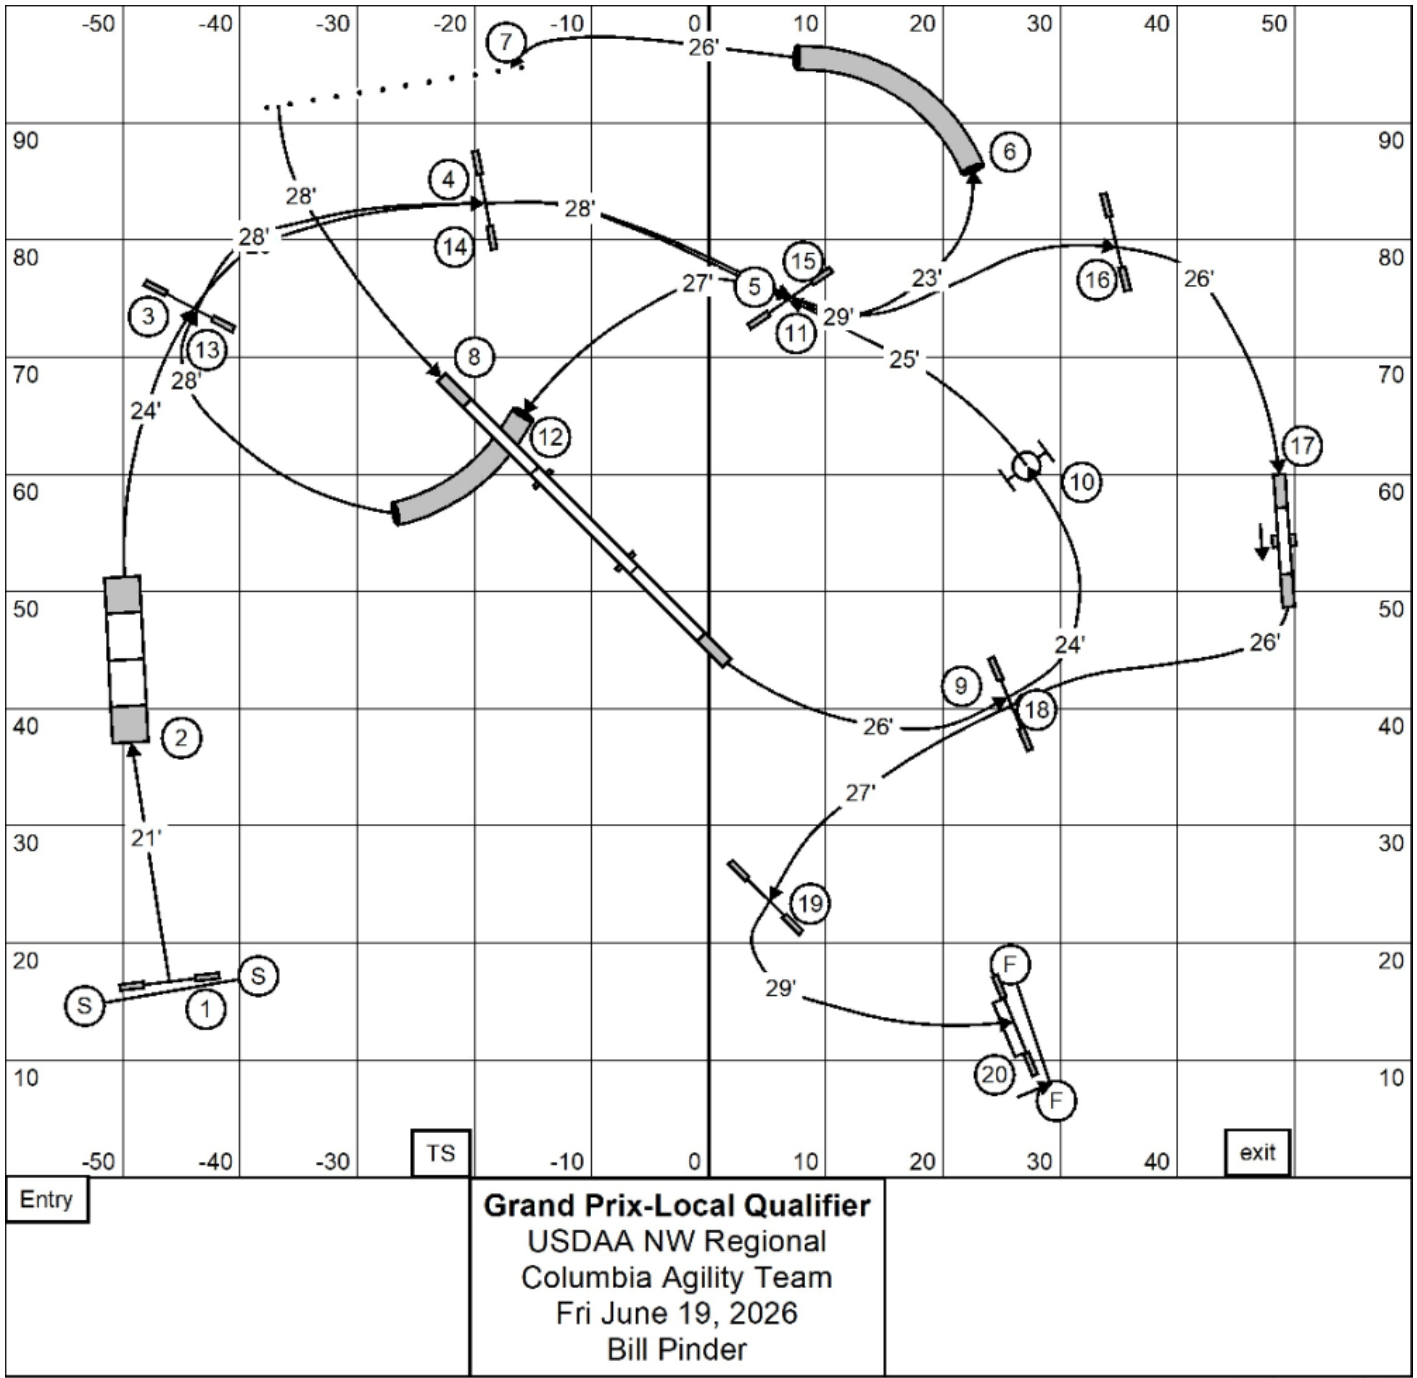 -50 -40 -30 -20 -10 0 10 20 30 40 50
7 26'
90 6 90
28' 4
28' 28'
80 14 15 80
27' 5 23' 16 26'
3 29'
13 11
70 8 25' 70
28'
24' 12 17
60 10 60
50 50
24' 26'
9
2 40 26' 18 40
27'
30 21' 30
19
20 S F 20
S 1 29'
10 20 10
F
-50 -40 -30 TS -10 0 10 20 30 40 exit
Entry
Grand Prix-Local Qualifier
USDAA NW Regional
Columbia Agility Team
Fri June 19, 2026
Bill Pinder